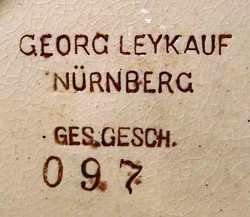 GEORG LEYKAUF
NÜRNBERG
GES.GESCH.
097